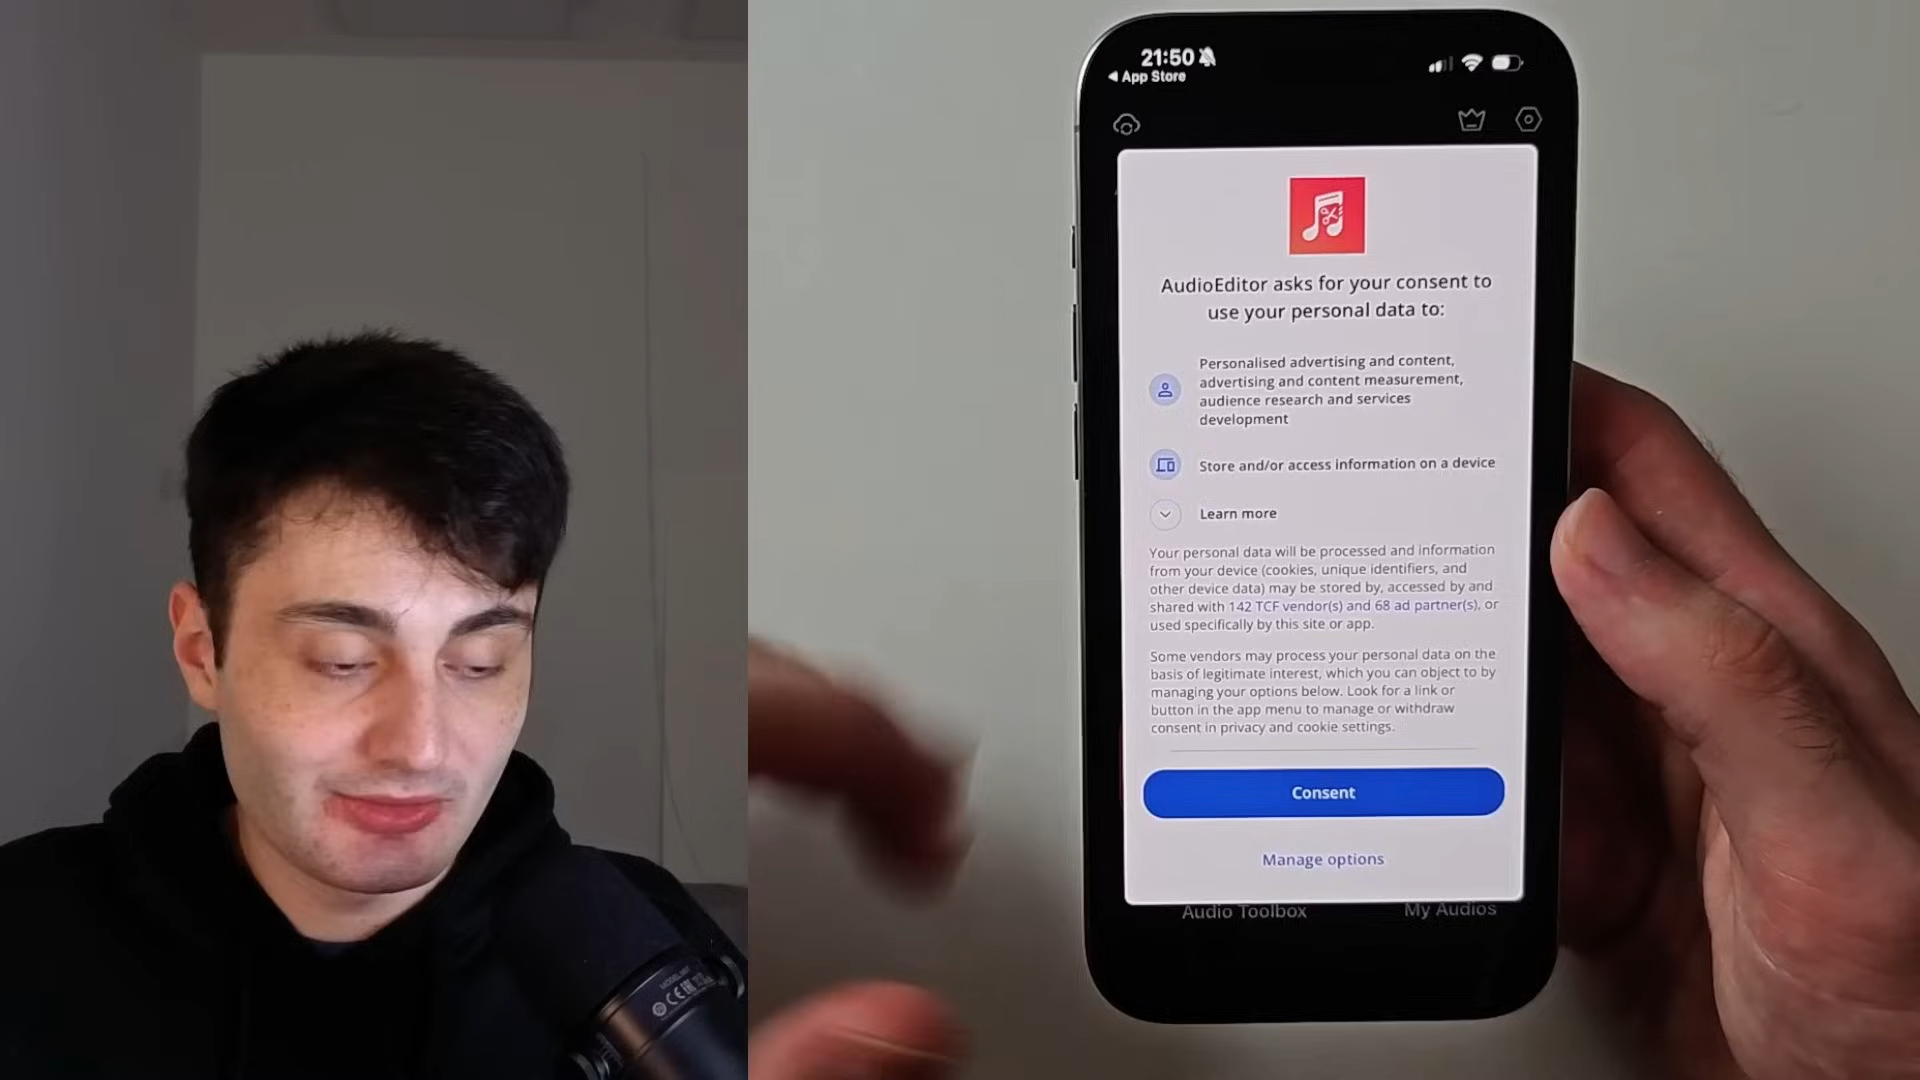 21:50
App Store
AudioEditor asks for your consent to
use your personal data to:
Personalised advertising and content,
advertising and content measurement,
audience research and services
development
Store and/or access information on a device
Learn more
Your personal data will be processed and information
from your device (cookies, unique identifiers, and
other device data) may be stored by, accessed by and
shared with 142 TCF vendor(s) and 68 ad partner(s), or
used specifically by this site or app.
Some vendors may process your personal data on the
basis of legitimate interest, which you can object to by
managing your options below. Look for a link or
button in the app menu to manage or withdraw
consent in privacy and cookie settings.
Consent
Manage options
Audio Toolbox
My Audios